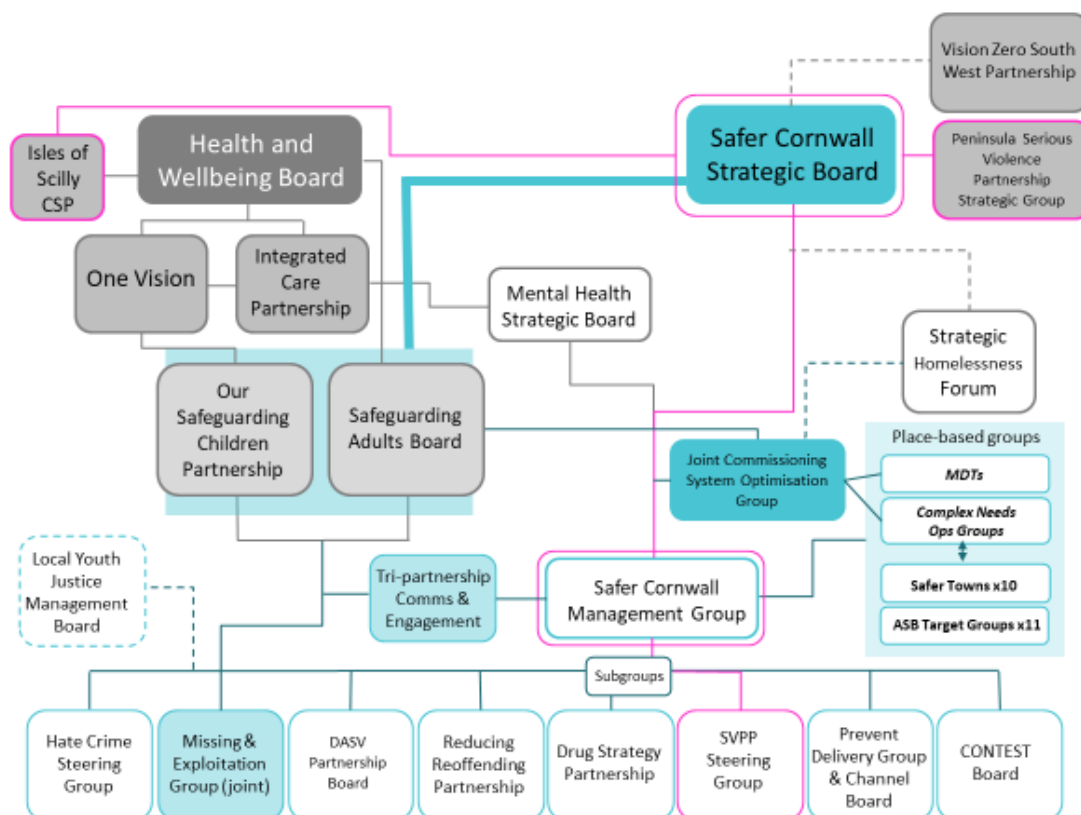 Vision Zero South
West Partnership
Safer Cornwall
Strategic Board
Peninsula Serious
Violence
Partnership
Strategic Group
Health and
Wellbeing Board
Isles of
Scilly
CSP
One Vision
Integrated
Care
Partnership
Mental Health
Strategic Board
Strategic
Homelessness
Forum
Our
Safeguarding
Children
Partnership
Safeguarding
Adults Board
Joint Commissioning
System Optimisation
Group
Place-based groups
MDTs
Complex Needs
Ops Groups
Safer Towns x10
ASB Target Groups x11
Local Youth
Justice
Management
Board
Tri-partnership
Comms &
Engagement
Safer Cornwall
Management Group
Subgroups
Hate Crime
Steering Group
Missing &
Exploitation
Group (joint)
DASV
Partnership
Board
Reducing
Reoffending
Partnership
Drug Strategy
Partnership
SVPP
Steering
Group
Prevent
Delivery Group
& Channel
Board
CONTEST
Board